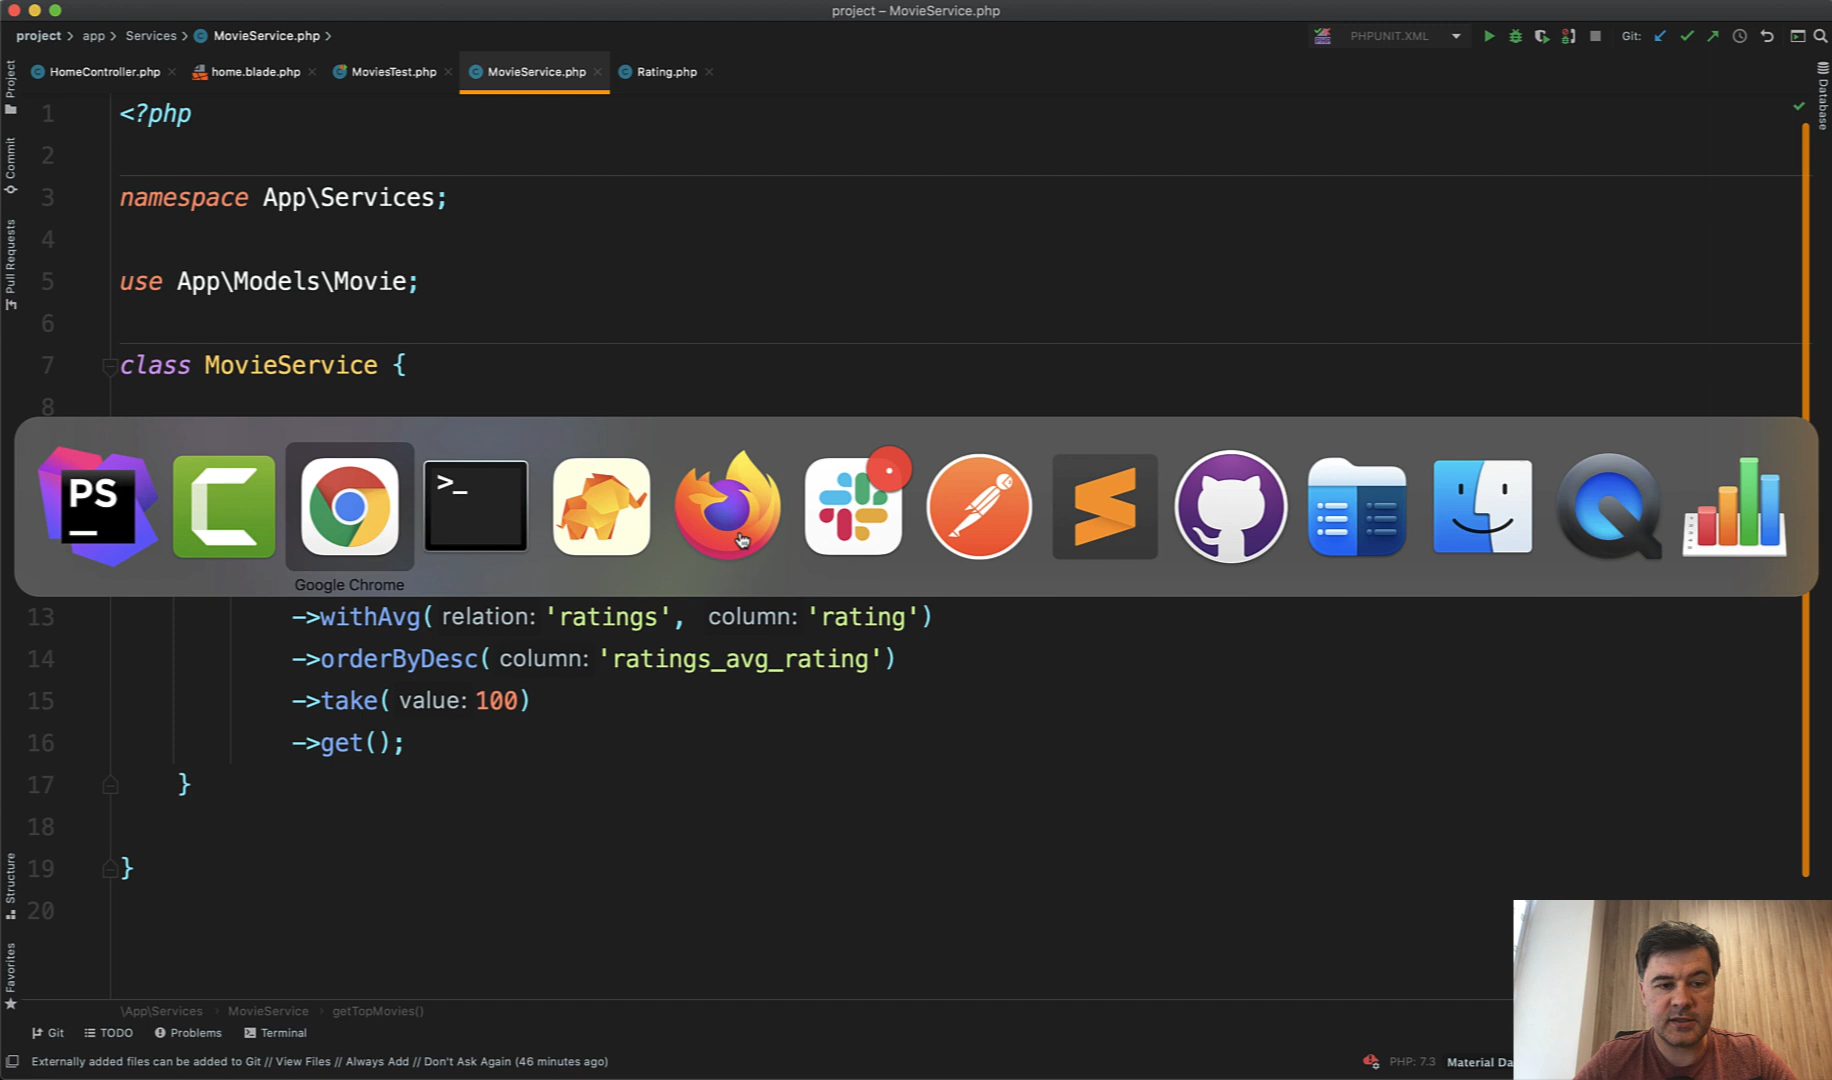 project – MovieService.php
project > app > Services > MovieService.php >
PHPUNIT.XML
Git:
HomeController.php
home.blade.php
MoviesTest.php
MovieService.php
Rating.php
Project
Commit
Pull Requests
Structure
Favorites
Database
1 <?php
2
3 namespace App\Services;
4
5 use App\Models\Movie;
6
7 class MovieService {
8
PS
>_
Google Chrome
13 ->withAvg( relation: 'ratings', column: 'rating')
14 ->orderByDesc( column: 'ratings_avg_rating')
15 ->take( value: 100)
16 ->get();
17 }
18
19 }
20
\App\Services > MovieService > getTopMovies()
Git
TODO
Problems
Terminal
Externally added files can be added to Git // View Files // Always Add // Don't Ask Again (46 minutes ago)
PHP: 7.3
Material Da